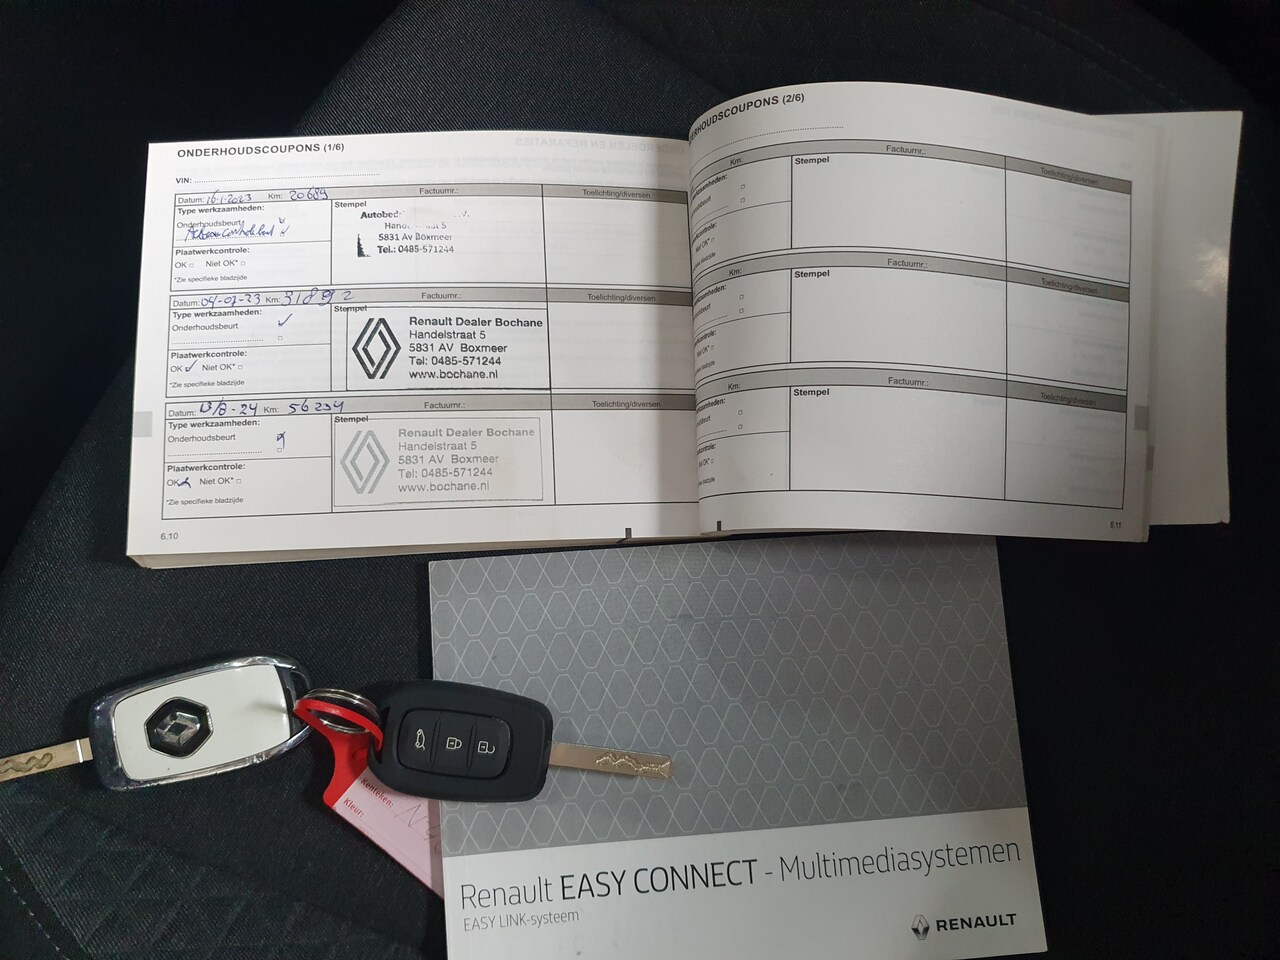 ONDERHOUDSCOUPONS (1/6)
VIN:
Datum: 16-1-2023 Km: 20689 Factuurnr.: Toelichting/diversen
Type werkzaamheden:
Stempel
Onderhoudsbeurt
Autobed
5831 AV Boxmeer
Tel.: 0485-571244
Plaatwerkcontrole:
OK □ Niet OK* □
*Zie specifieke bladzijde
Datum: 04-07-23 Km: 31892 Factuurnr.: Toelichting/diversen
Type werkzaamheden:
Stempel
Onderhoudsbeurt
Renault Dealer Bochane
Handelstraat 5
5831 AV Boxmeer
Tel: 0485-571244
www.bochane.nl
Plaatwerkcontrole:
OK Niet OK* □
*Zie specifieke bladzijde
Datum: Km: 56234 Factuurnr.: Toelichting/diversen
Type werkzaamheden:
Stempel
Onderhoudsbeurt
Renault Dealer Bochane
Handelstraat 5
5831 AV Boxmeer
Tel: 0485-571244
www.bochane.nl
Plaatwerkcontrole:
OK Niet OK* □
*Zie specifieke bladzijde
6.10
ONDERHOUDSCOUPONS (2/6)
Km: Factuurnr.: Toelichting/diversen
Stempel
Km: Factuurnr.: Toelichting/diversen
Stempel
Km: Factuurnr.: Toelichting/diversen
Stempel
6.11
Kenteken:
Kleur:
Renault EASY CONNECT - Multimediasystemen
EASY LINK-systeem
RENAULT